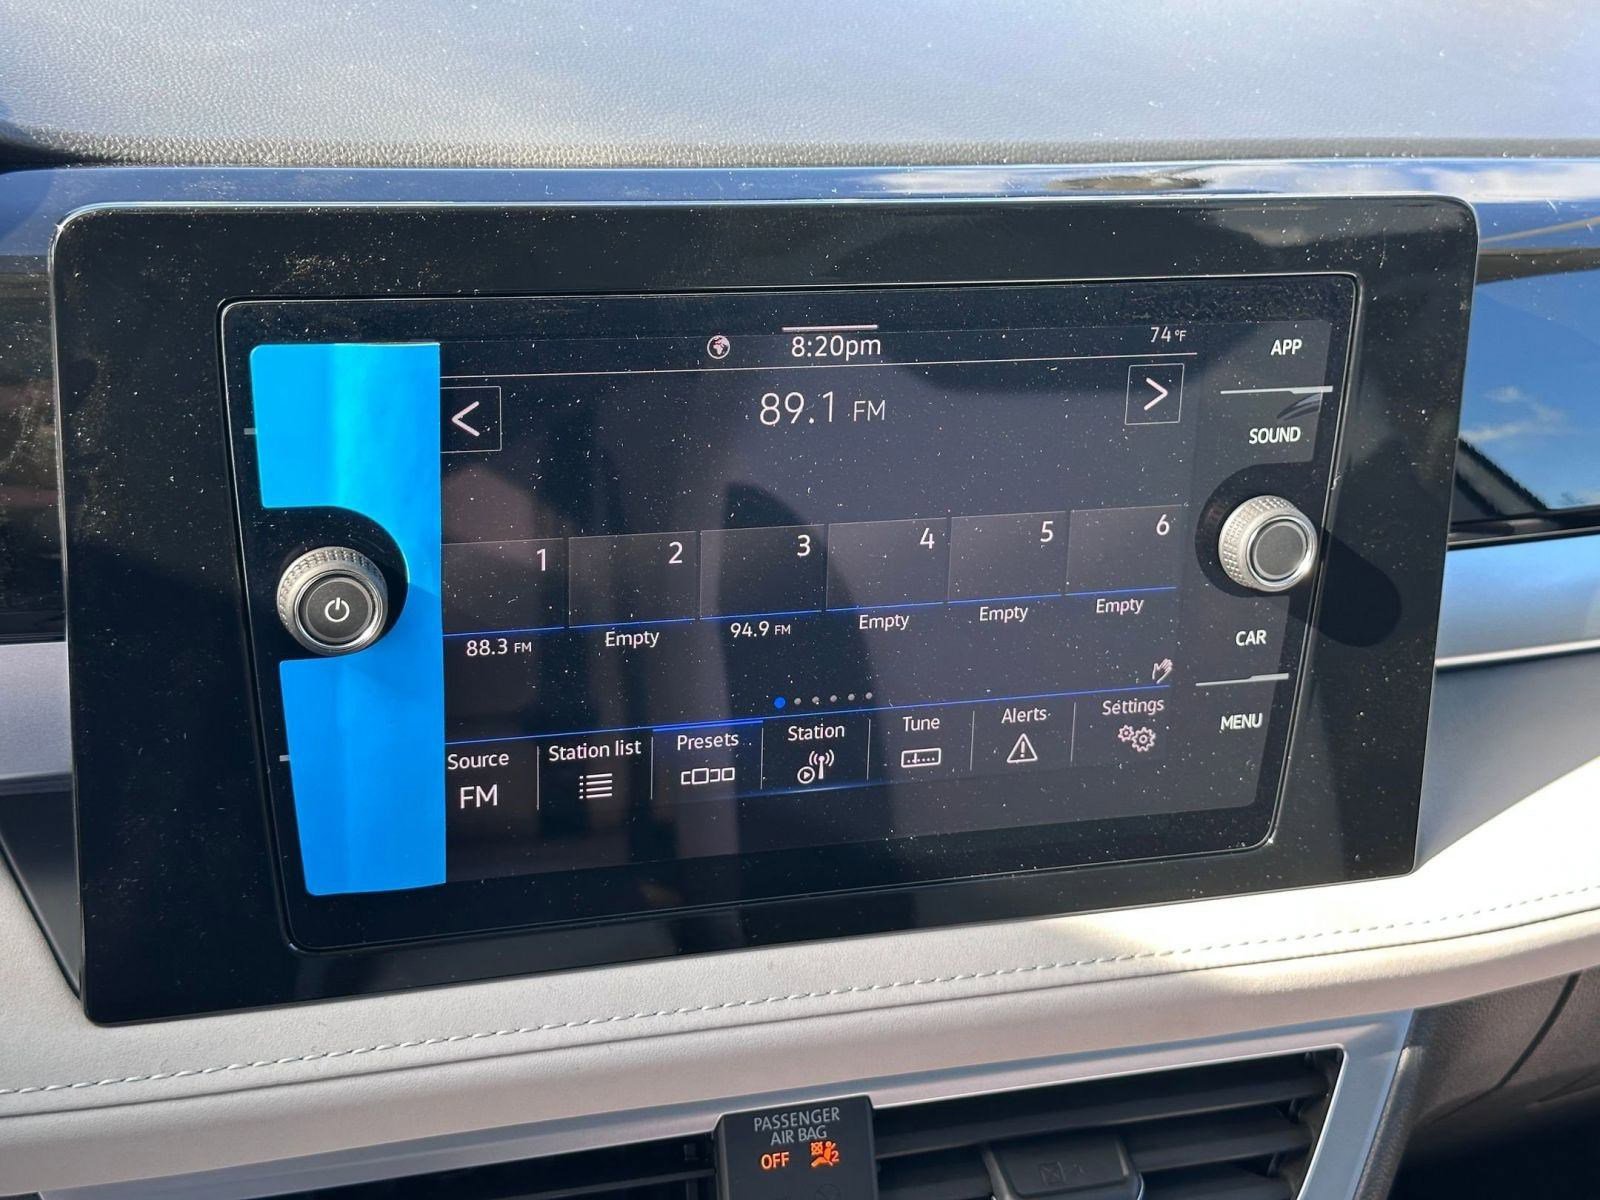 8:20pm
74°F
APP
<
89.1 FM
>
SOUND
1
2
3
4
5
6
88.3 FM
Empty
94.9 FM
Empty
Empty
Empty
CAR
MENU
Source
FM
Station list
Presets
Station
Tune
Alerts
Settings
PASSENGER
AIR BAG
OFF
2